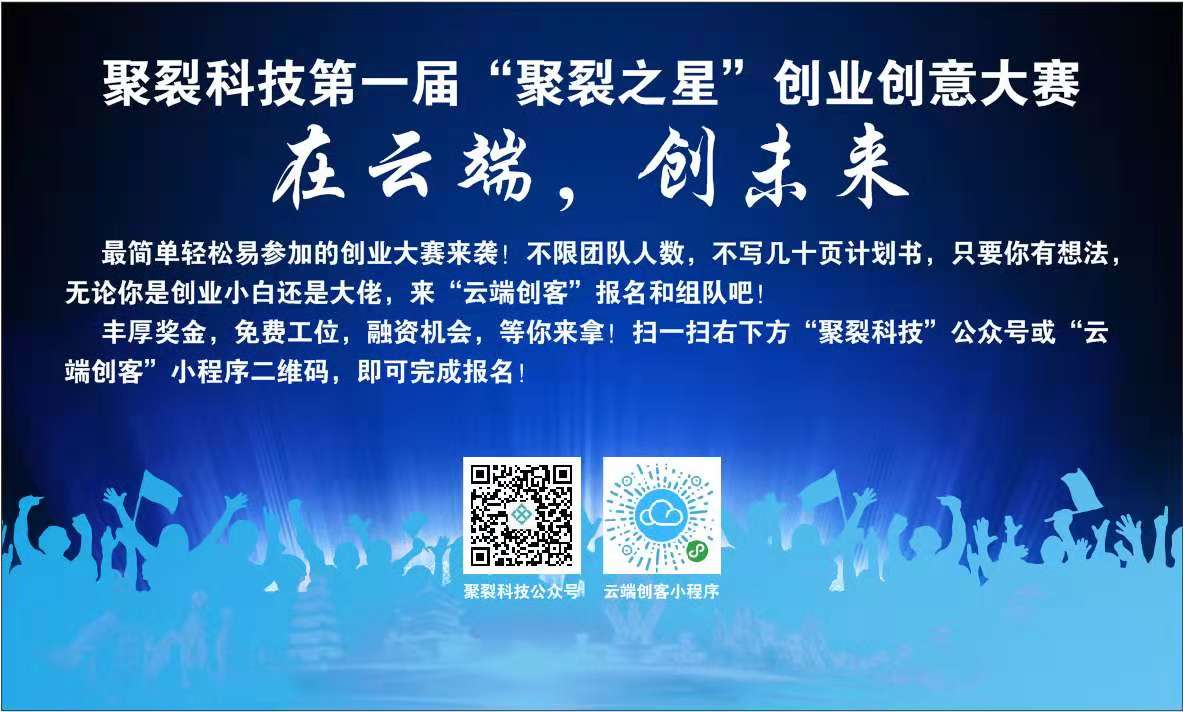 聚裂科技第一届“聚裂之星”创业创意大赛
在云端，创未来
最简单轻松易参加的创业大赛来袭！不限团队人数，不写几十页计划书，只要你有想法，
无论你是创业小白还是大佬，来“云端创客”报名和组队吧！
丰厚奖金，免费工位，融资机会，等你来拿！扫一扫右下方“聚裂科技”公众号或“云
端创客”小程序二维码，即可完成报名！
聚裂科技公众号
云端创客小程序